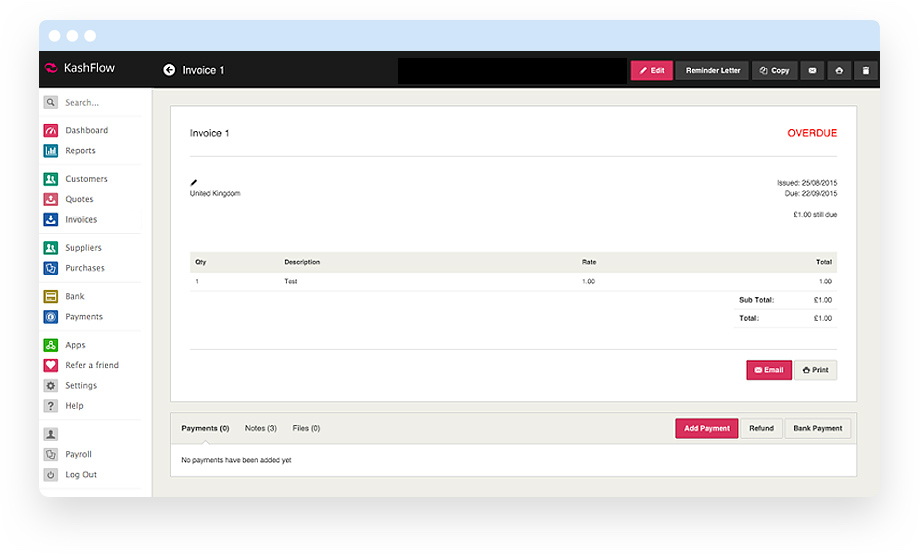 KashFlow
Invoice 1
Edit
Reminder Letter
Copy
Search...
Dashboard
Reports
Customers
Quotes
Invoices
Suppliers
Purchases
Bank
Payments
Apps
Refer a friend
Settings
? Help
Payroll
Log Out
Invoice 1
OVERDUE
United Kingdom
Issued: 25/08/2015
Due: 22/09/2015
£1.00 still due
Qty Description Rate Total
1 Test 1.00 1.00
Sub Total: £1.00
Total: £1.00
Email Print
Payments (0) Notes (3) Files (0)
Add Payment Refund Bank Payment
No payments have been added yet